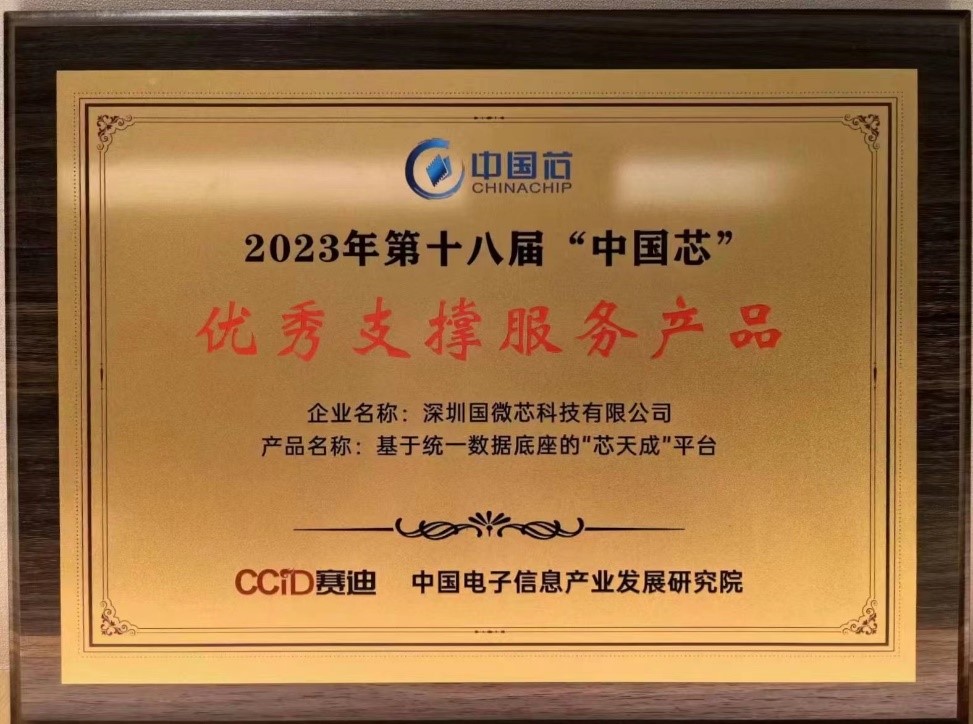 中国芯
CHINACHIP
2023年第十八届“中国芯”
优秀支撑服务产品
企业名称：深圳国微芯科技有限公司
产品名称：基于统一数据底座的"芯天成"平台
CCID赛迪 中国电子信息产业发展研究院